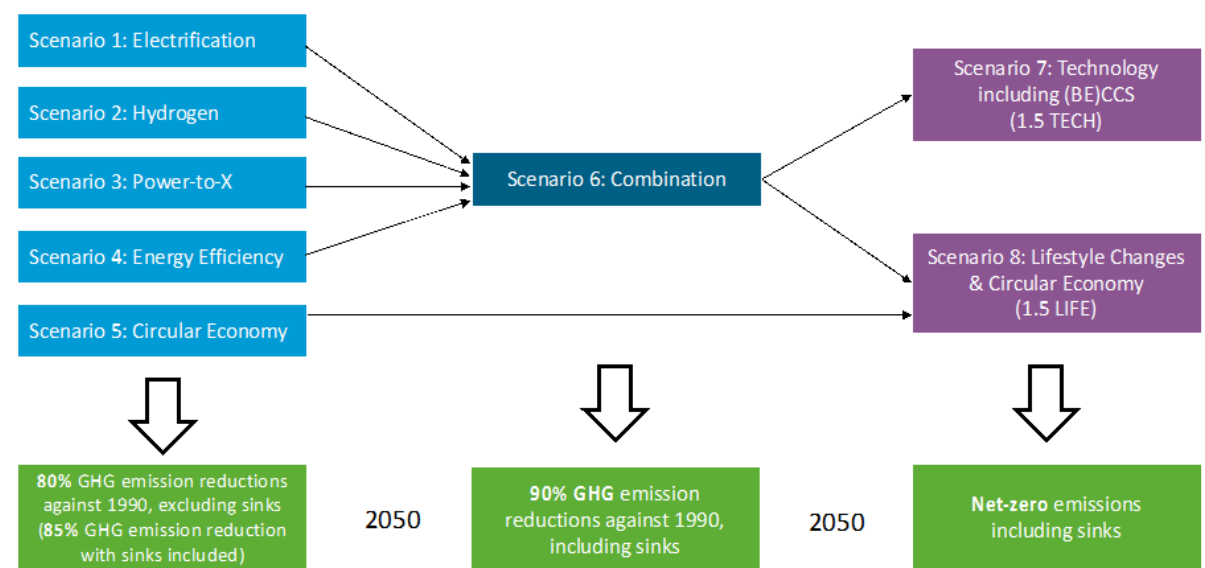 Scenario 1: Electrification
Scenario 2: Hydrogen
Scenario 3: Power-to-X
Scenario 4: Energy Efficiency
Scenario 5: Circular Economy
Scenario 6: Combination
Scenario 7: Technology
including (BE)CCS
(1.5 TECH)
Scenario 8: Lifestyle Changes
& Circular Economy
(1.5 LIFE)
80% GHG emission reductions
against 1990, excluding sinks
(85% GHG emission reduction
with sinks included)
2050
90% GHG emission
reductions against 1990,
including sinks
2050
Net-zero emissions
including sinks